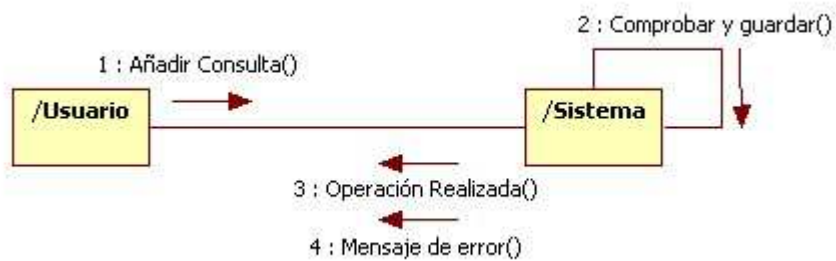 2 : Comprobar y guardar()
1 : Añadir Consulta()
/Usuario
/Sistema
3 : Operación Realizada()
4 : Mensaje de error()